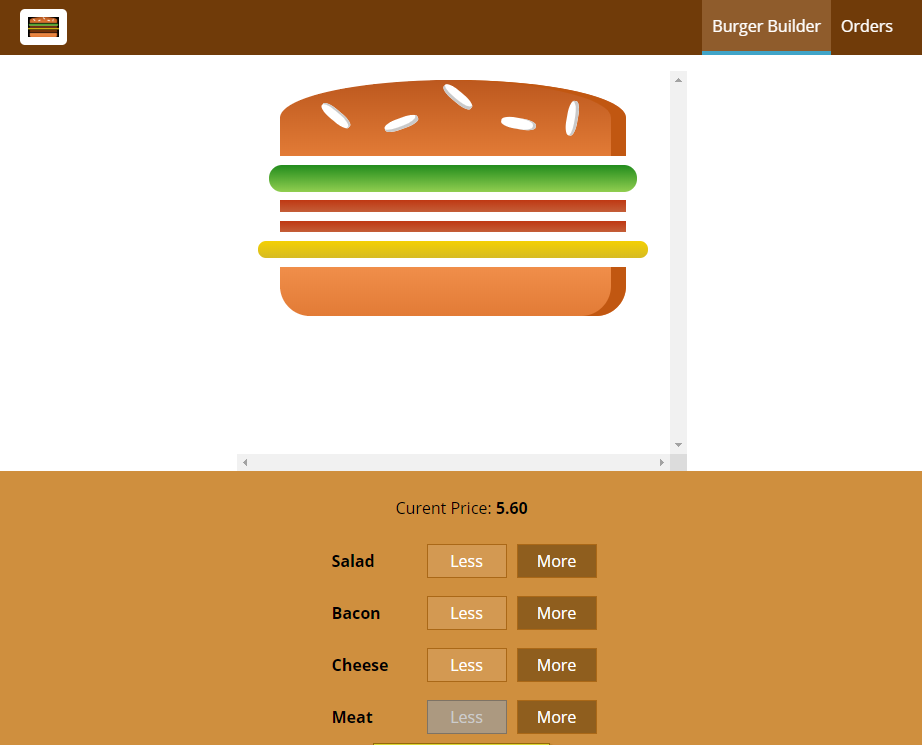 Burger Builder Orders
Curent Price: 5.60
Salad Less More
Bacon Less More
Cheese Less More
Meat Less More